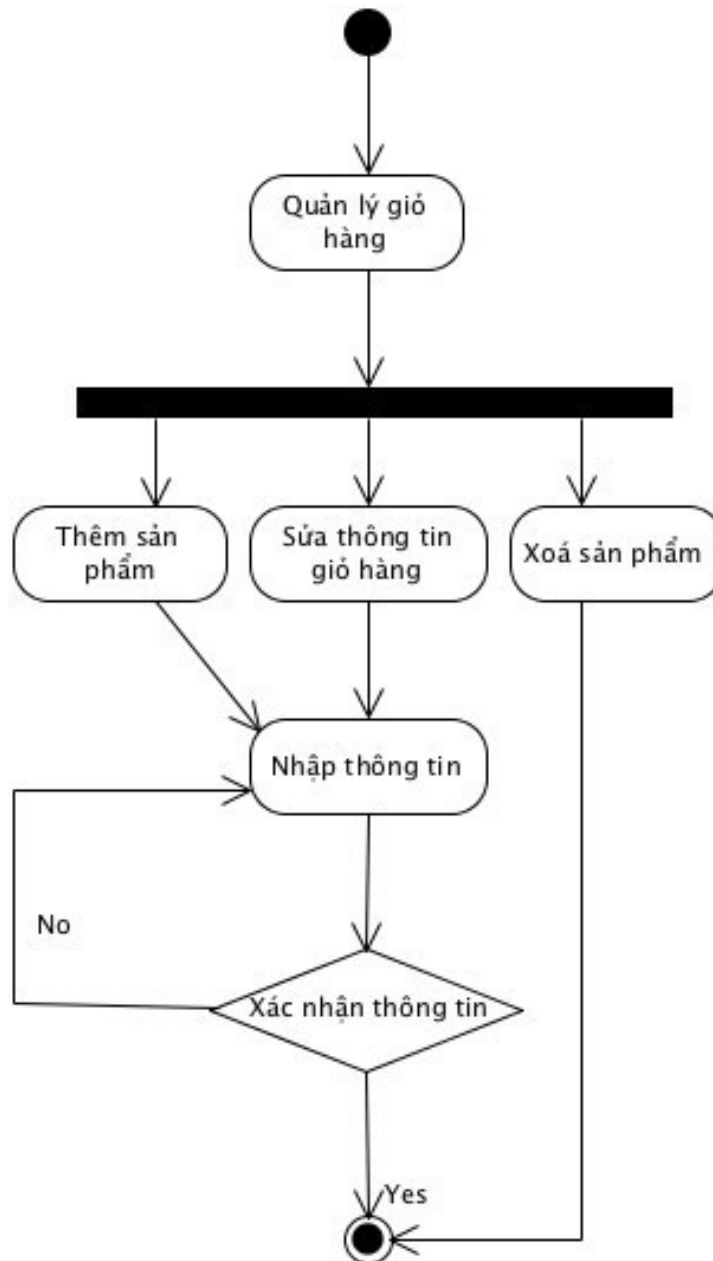 Quản lý giỏ
hàng
Thêm sản
phẩm
Sửa thông tin
giỏ hàng
Xoá sản phẩm
Nhập thông tin
No
Xác nhận thông tin
Yes